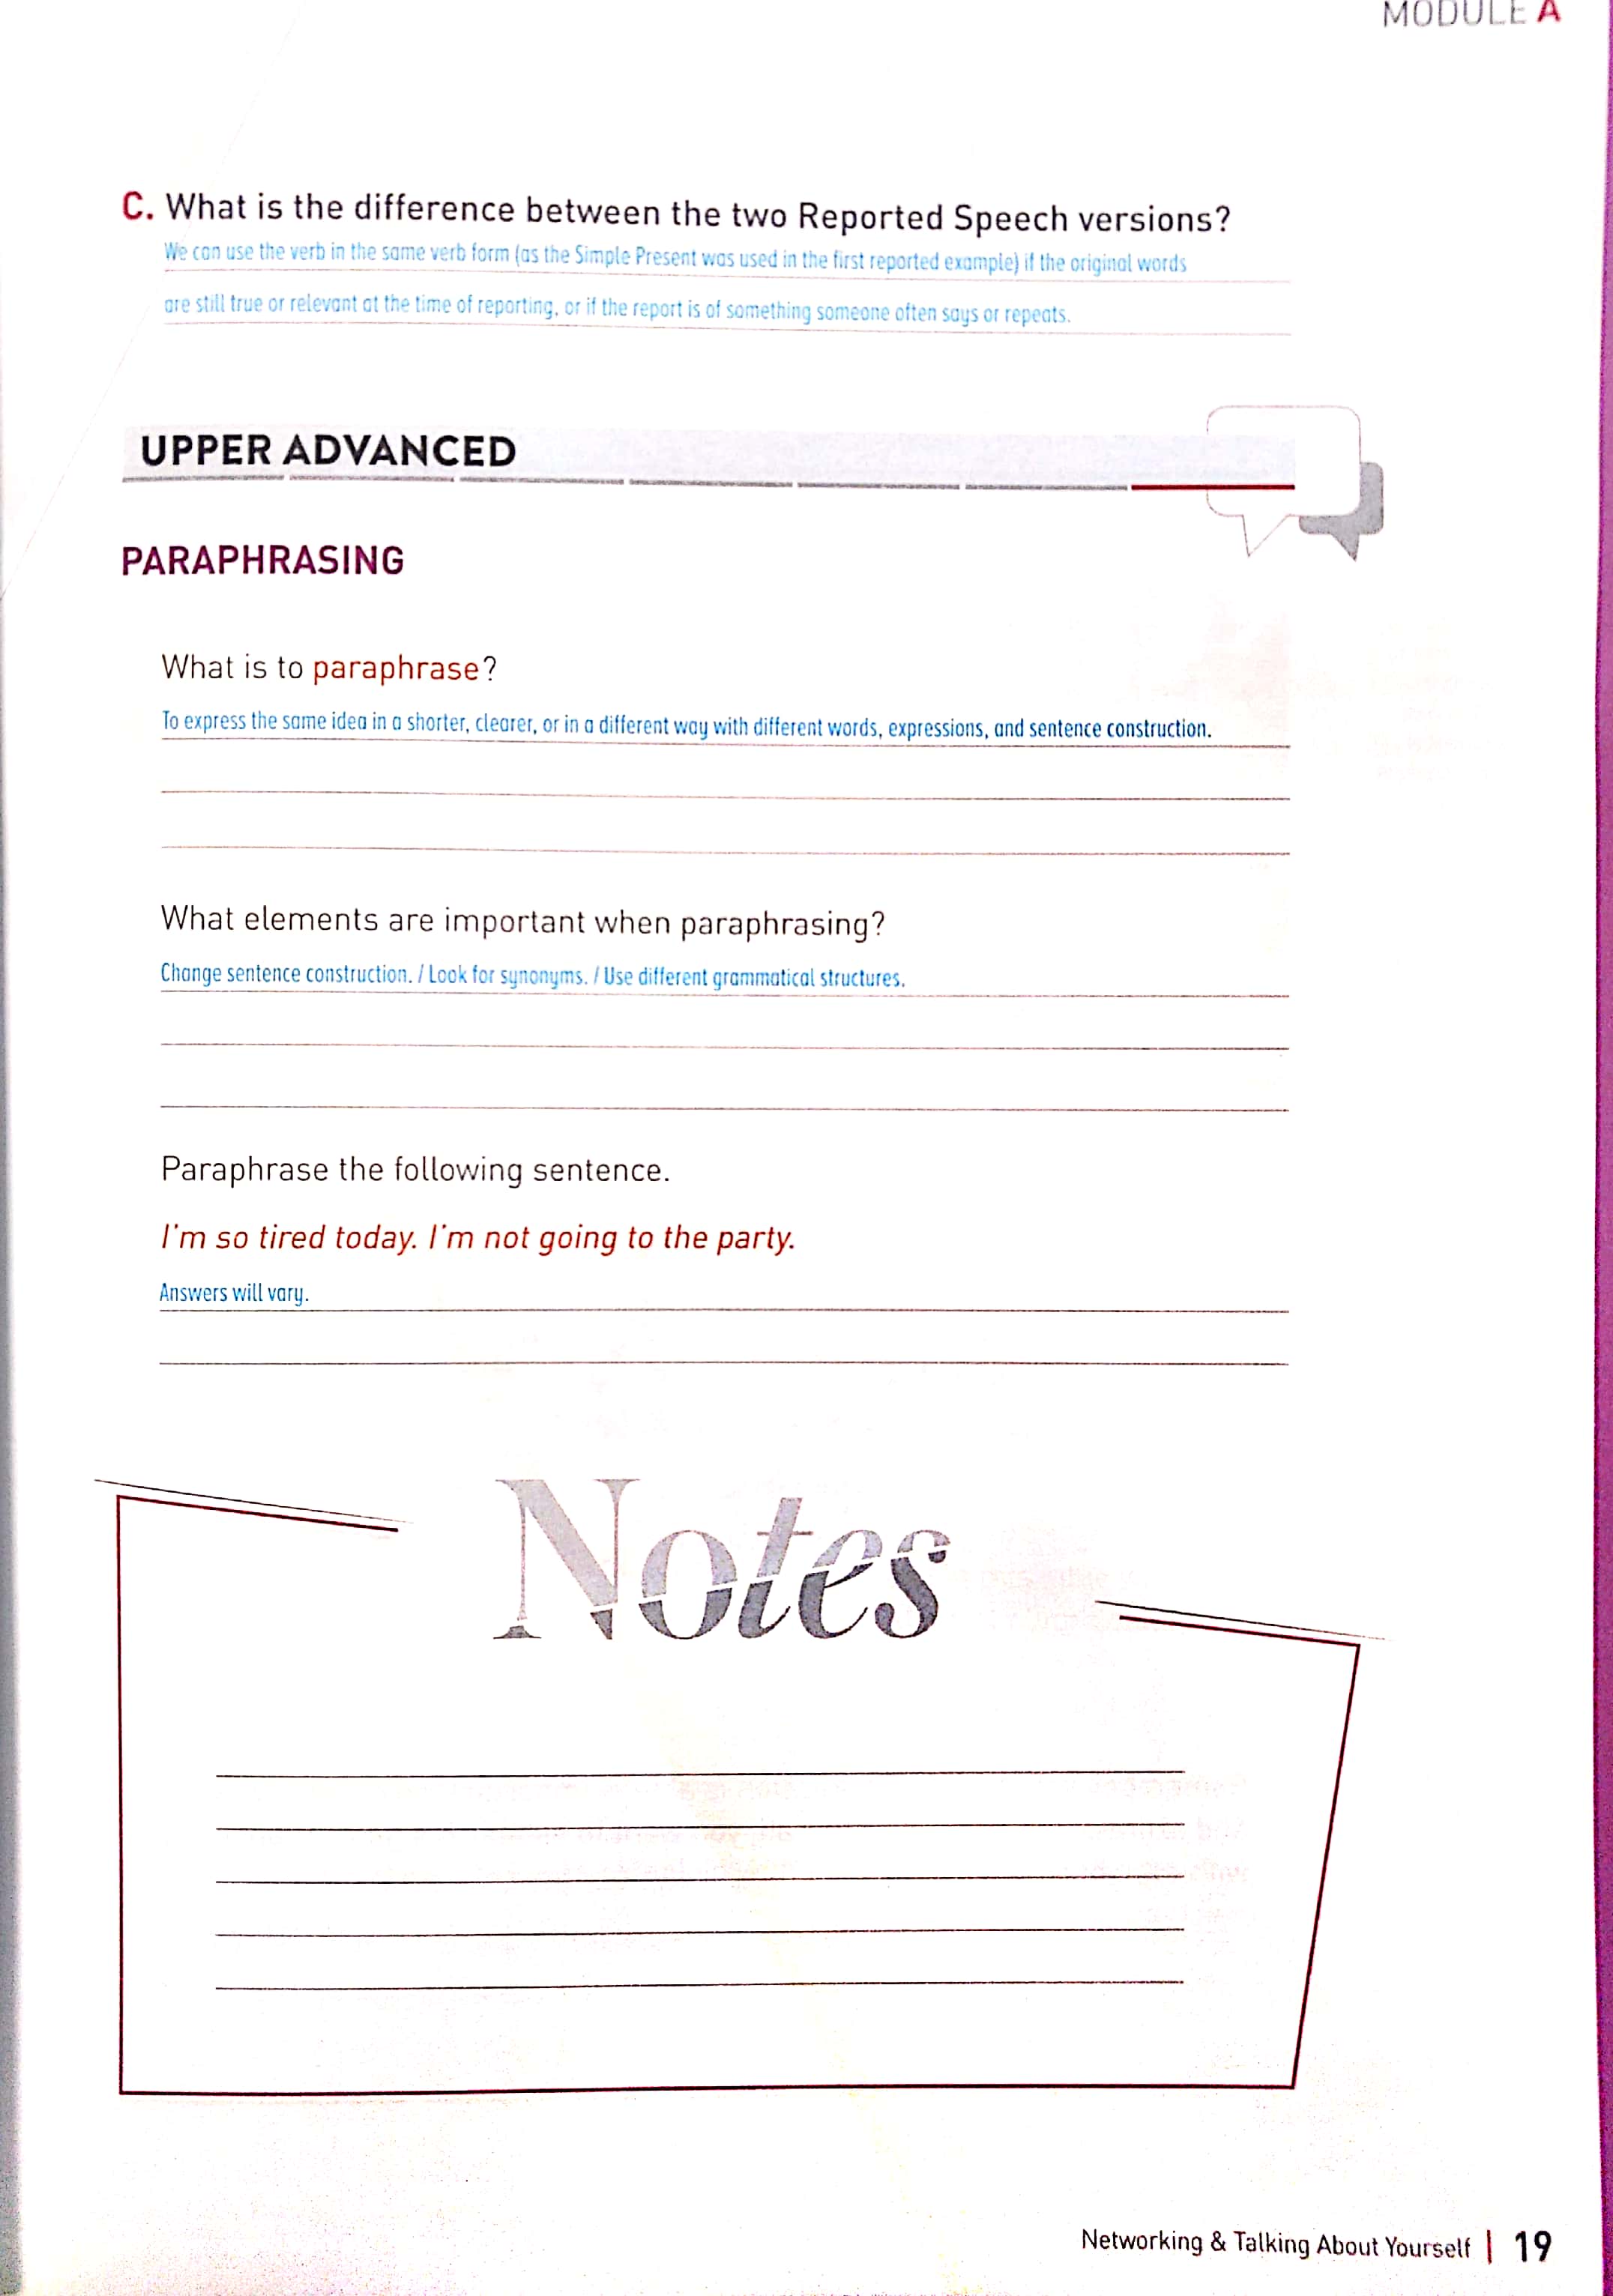 MODULE A
C. What is the difference between the two Reported Speech versions?
We can use the verb in the same verb form (as the Simple Present was used in the first reported example) if the original words
are still true or relevant at the time of reporting, or if the report is of something someone often says or repeats.
UPPER ADVANCED
PARAPHRASING
What is to paraphrase?
To express the same idea in a shorter, clearer, or in a different way with different words, expressions, and sentence construction.
What elements are important when paraphrasing?
Change sentence construction. / Look for synonyms. / Use different grammatical structures.
Paraphrase the following sentence.
I'm so tired today. I'm not going to the party.
Answers will vary.
Notes
Networking & Talking About Yourself | 19